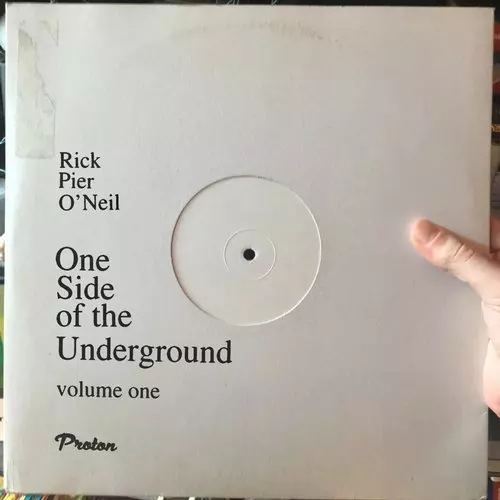 Rick
Pier
O'Neil
One
Side
of the
Underground
volume one
Proton